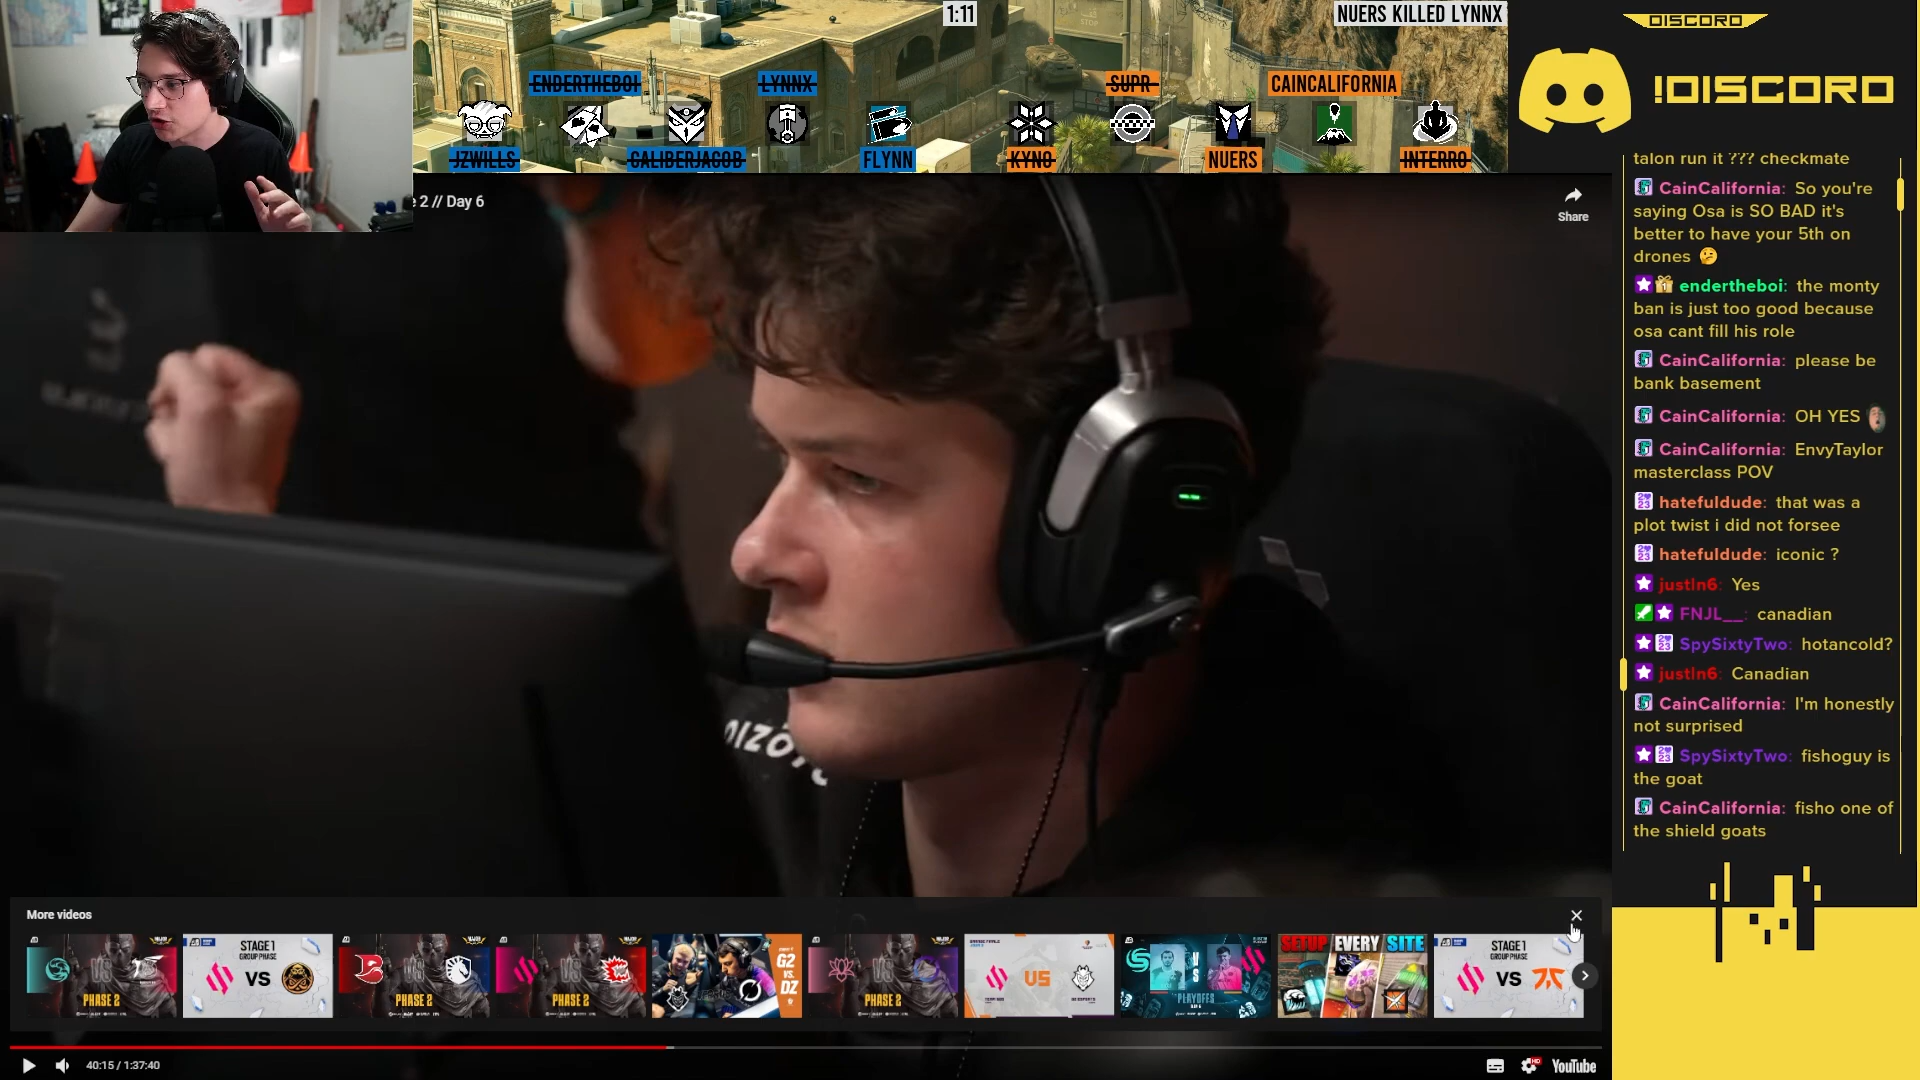 1:11
NUERS KILLED LYNNX
ENDERTHEBOI
LYNNX
SUPR
CAINCALIFORNIA
JZWILLS
CALIBERJACOB
FLYNN
KYNO
NUERS
INTERRO
2 // Day 6
Share
DISCORD
!DISCORD
talon run it ??? checkmate
CainCalifornia: So you're
saying Osa is SO BAD it's
better to have your 5th on
drones 🤔
endertheboi: the monty
ban is just too good because
osa cant fill his role
CainCalifornia: please be
bank basement
CainCalifornia: OH YES
CainCalifornia: EnvyTaylor
masterclass POV
hatefuldude: that was a
plot twist i did not forsee
hatefuldude: iconic ?
justln6: Yes
FNJL__: canadian
SpySixtyTwo: hotancold?
justln6: Canadian
CainCalifornia: I'm honestly
not surprised
SpySixtyTwo: fishoguy is
the goat
CainCalifornia: fisho one of
the shield goats
More videos
VS
PHASE 2
STAGE 1
GROUP PHASE
VS
VS
PHASE 2
VS
PHASE 2
G2
VS.
DZ
VS
PHASE 2
VS
VS
PLAYOFFS
SETUP EVERY SITE
STAGE 1
GROUP PHASE
VS
40:15 / 1:37:40
HD
YouTube